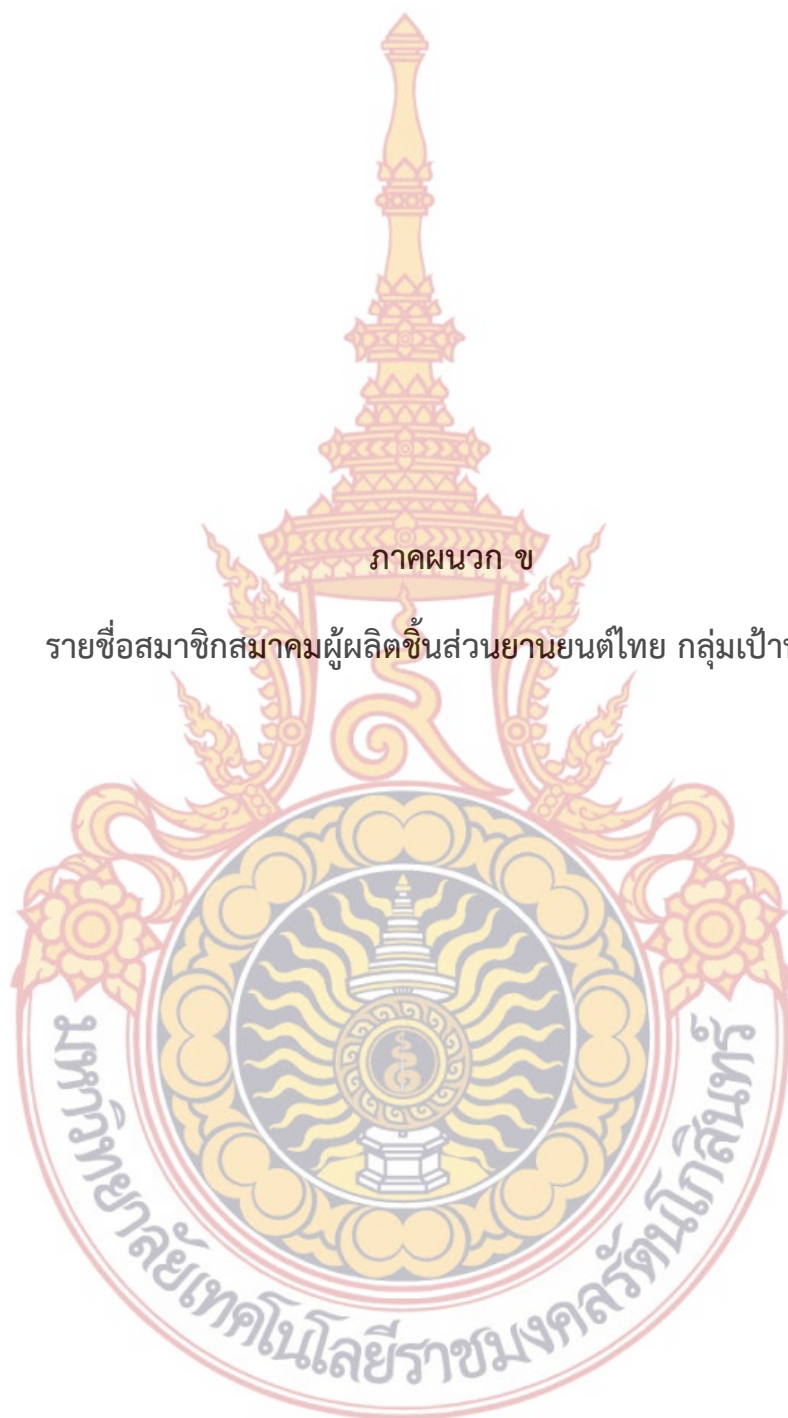 ภาคผนวก ข
รายชื่อสมาชิกสมาคมผู้ผลิตชิ้นส่วนยานยนต์ไทย กลุ่ม
มหาวิทยาลัยเทคโนโลยีราชมงคลรัตนโกสินทร์